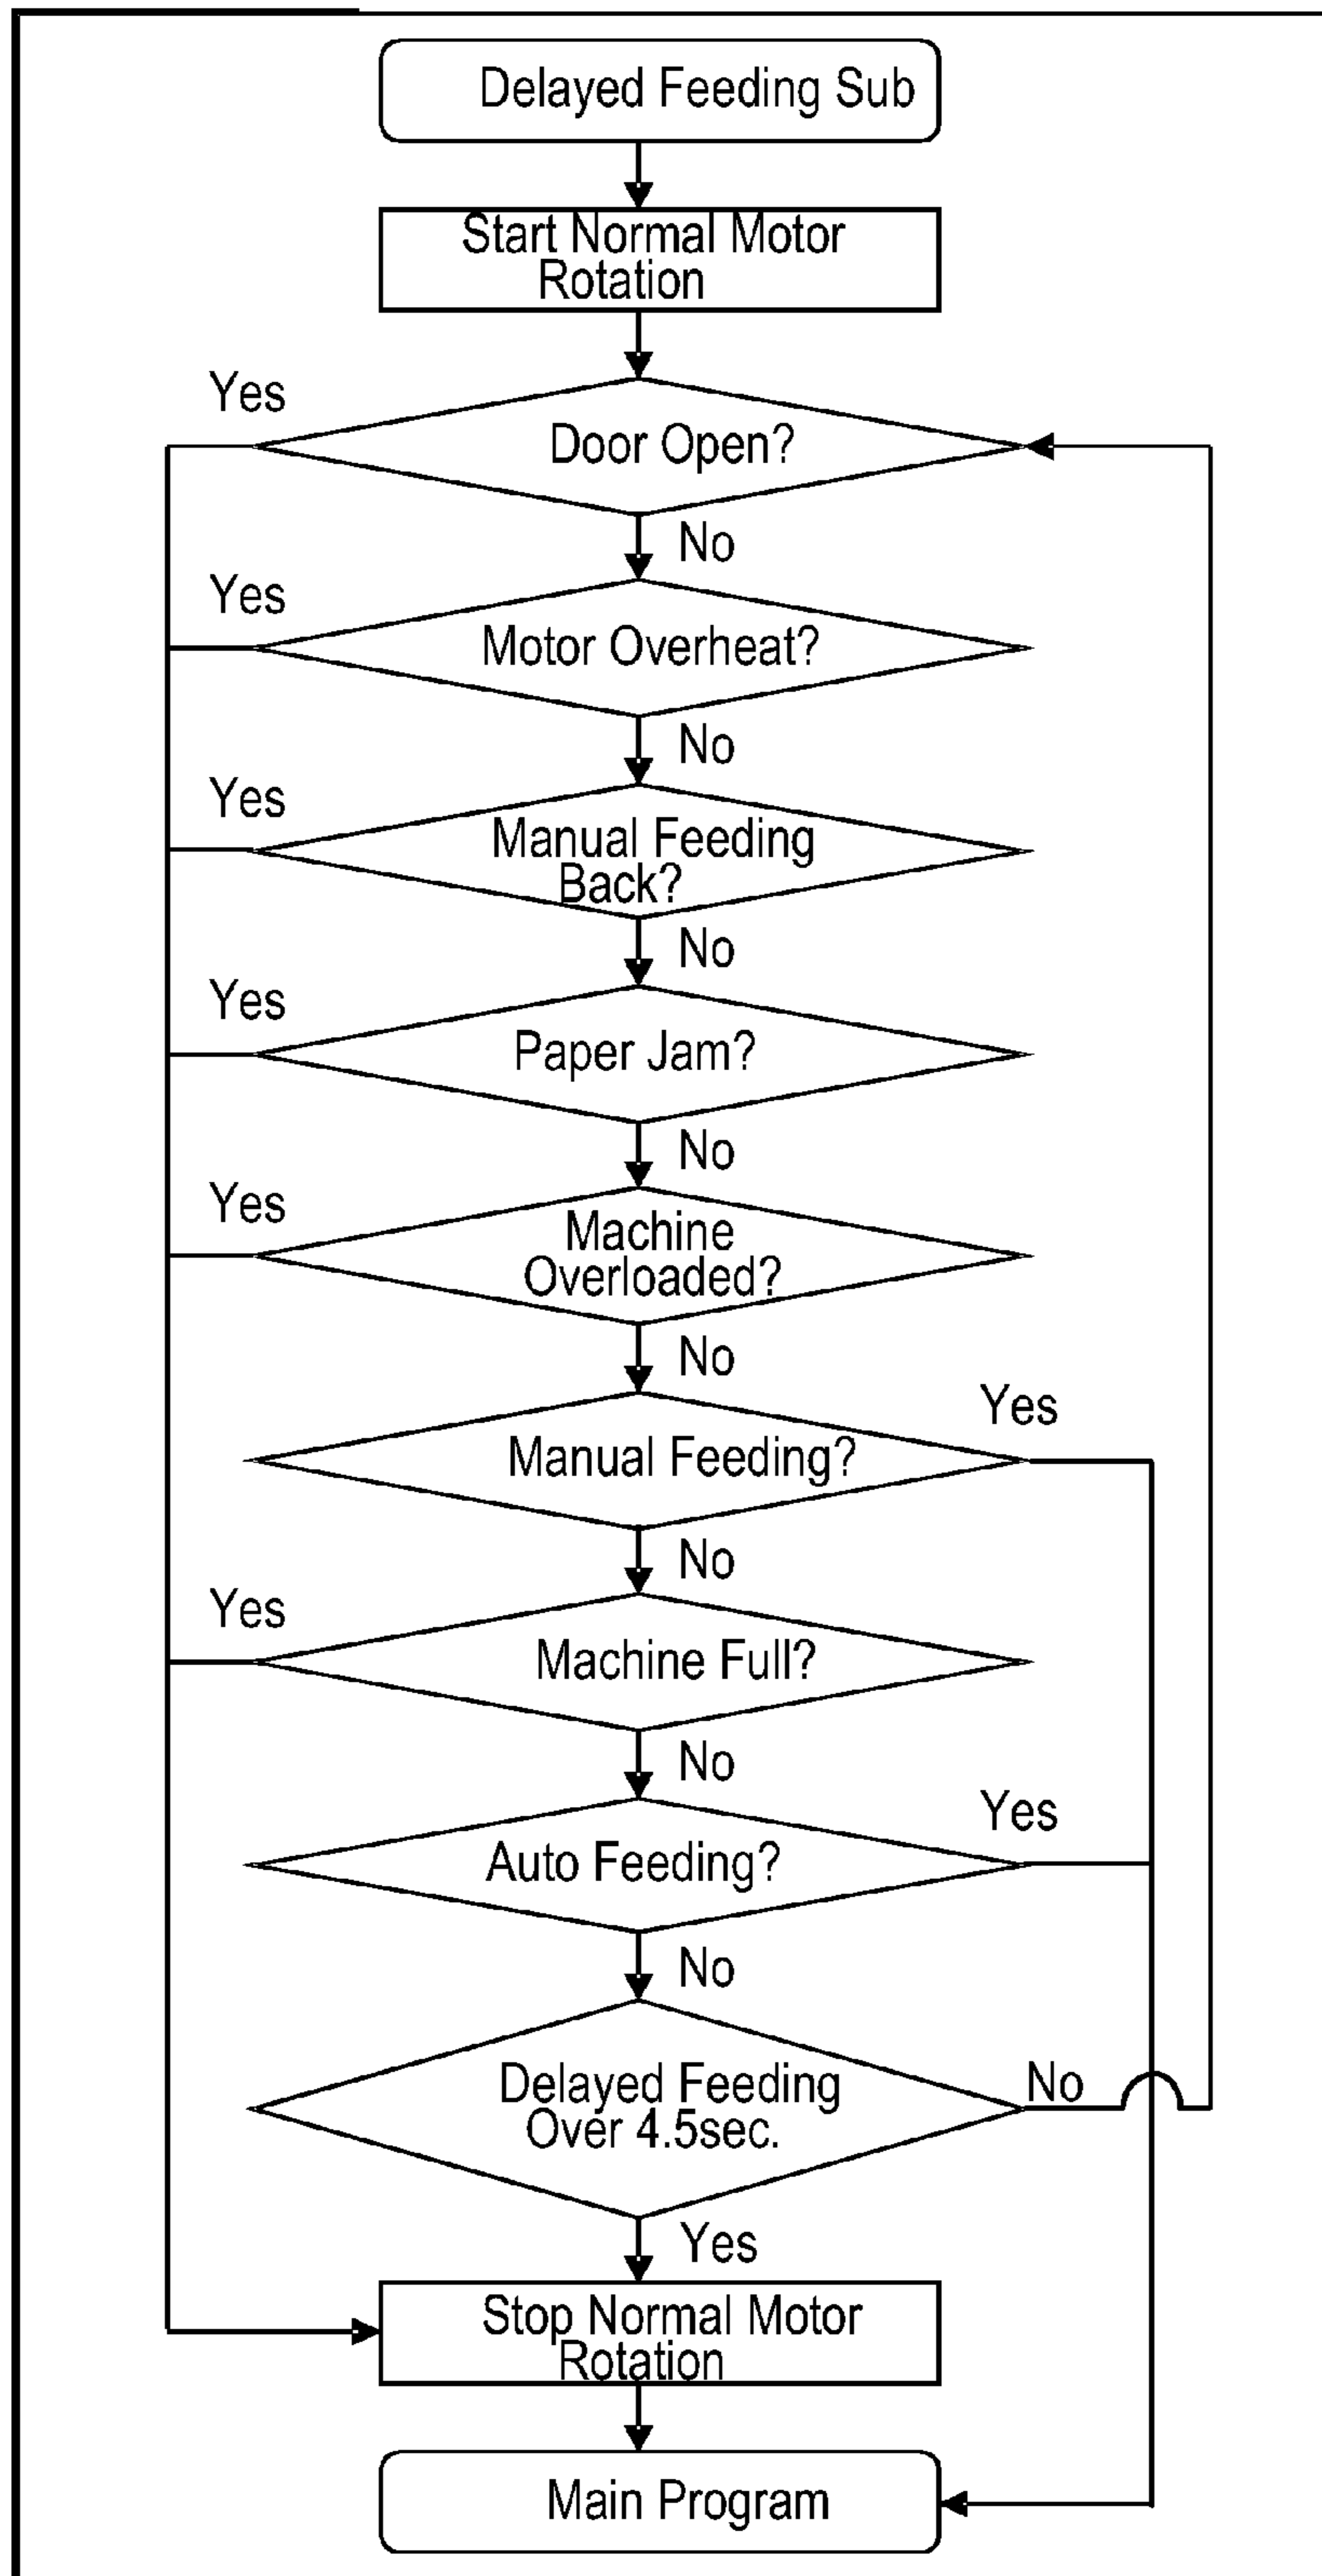 Delayed Feeding Sub
Start Normal Motor
Rotation
Yes
Door Open?
No
Yes
Motor Overheat?
No
Yes
Manual Feeding
Back?
No
Yes
Paper Jam?
No
Yes
Machine
Overloaded?
No
Yes
Manual Feeding?
No
Yes
Machine Full?
No
Yes
Auto Feeding?
No
Delayed Feeding
Over 4.5sec.
No
Yes
Stop Normal Motor
Rotation
Main Program